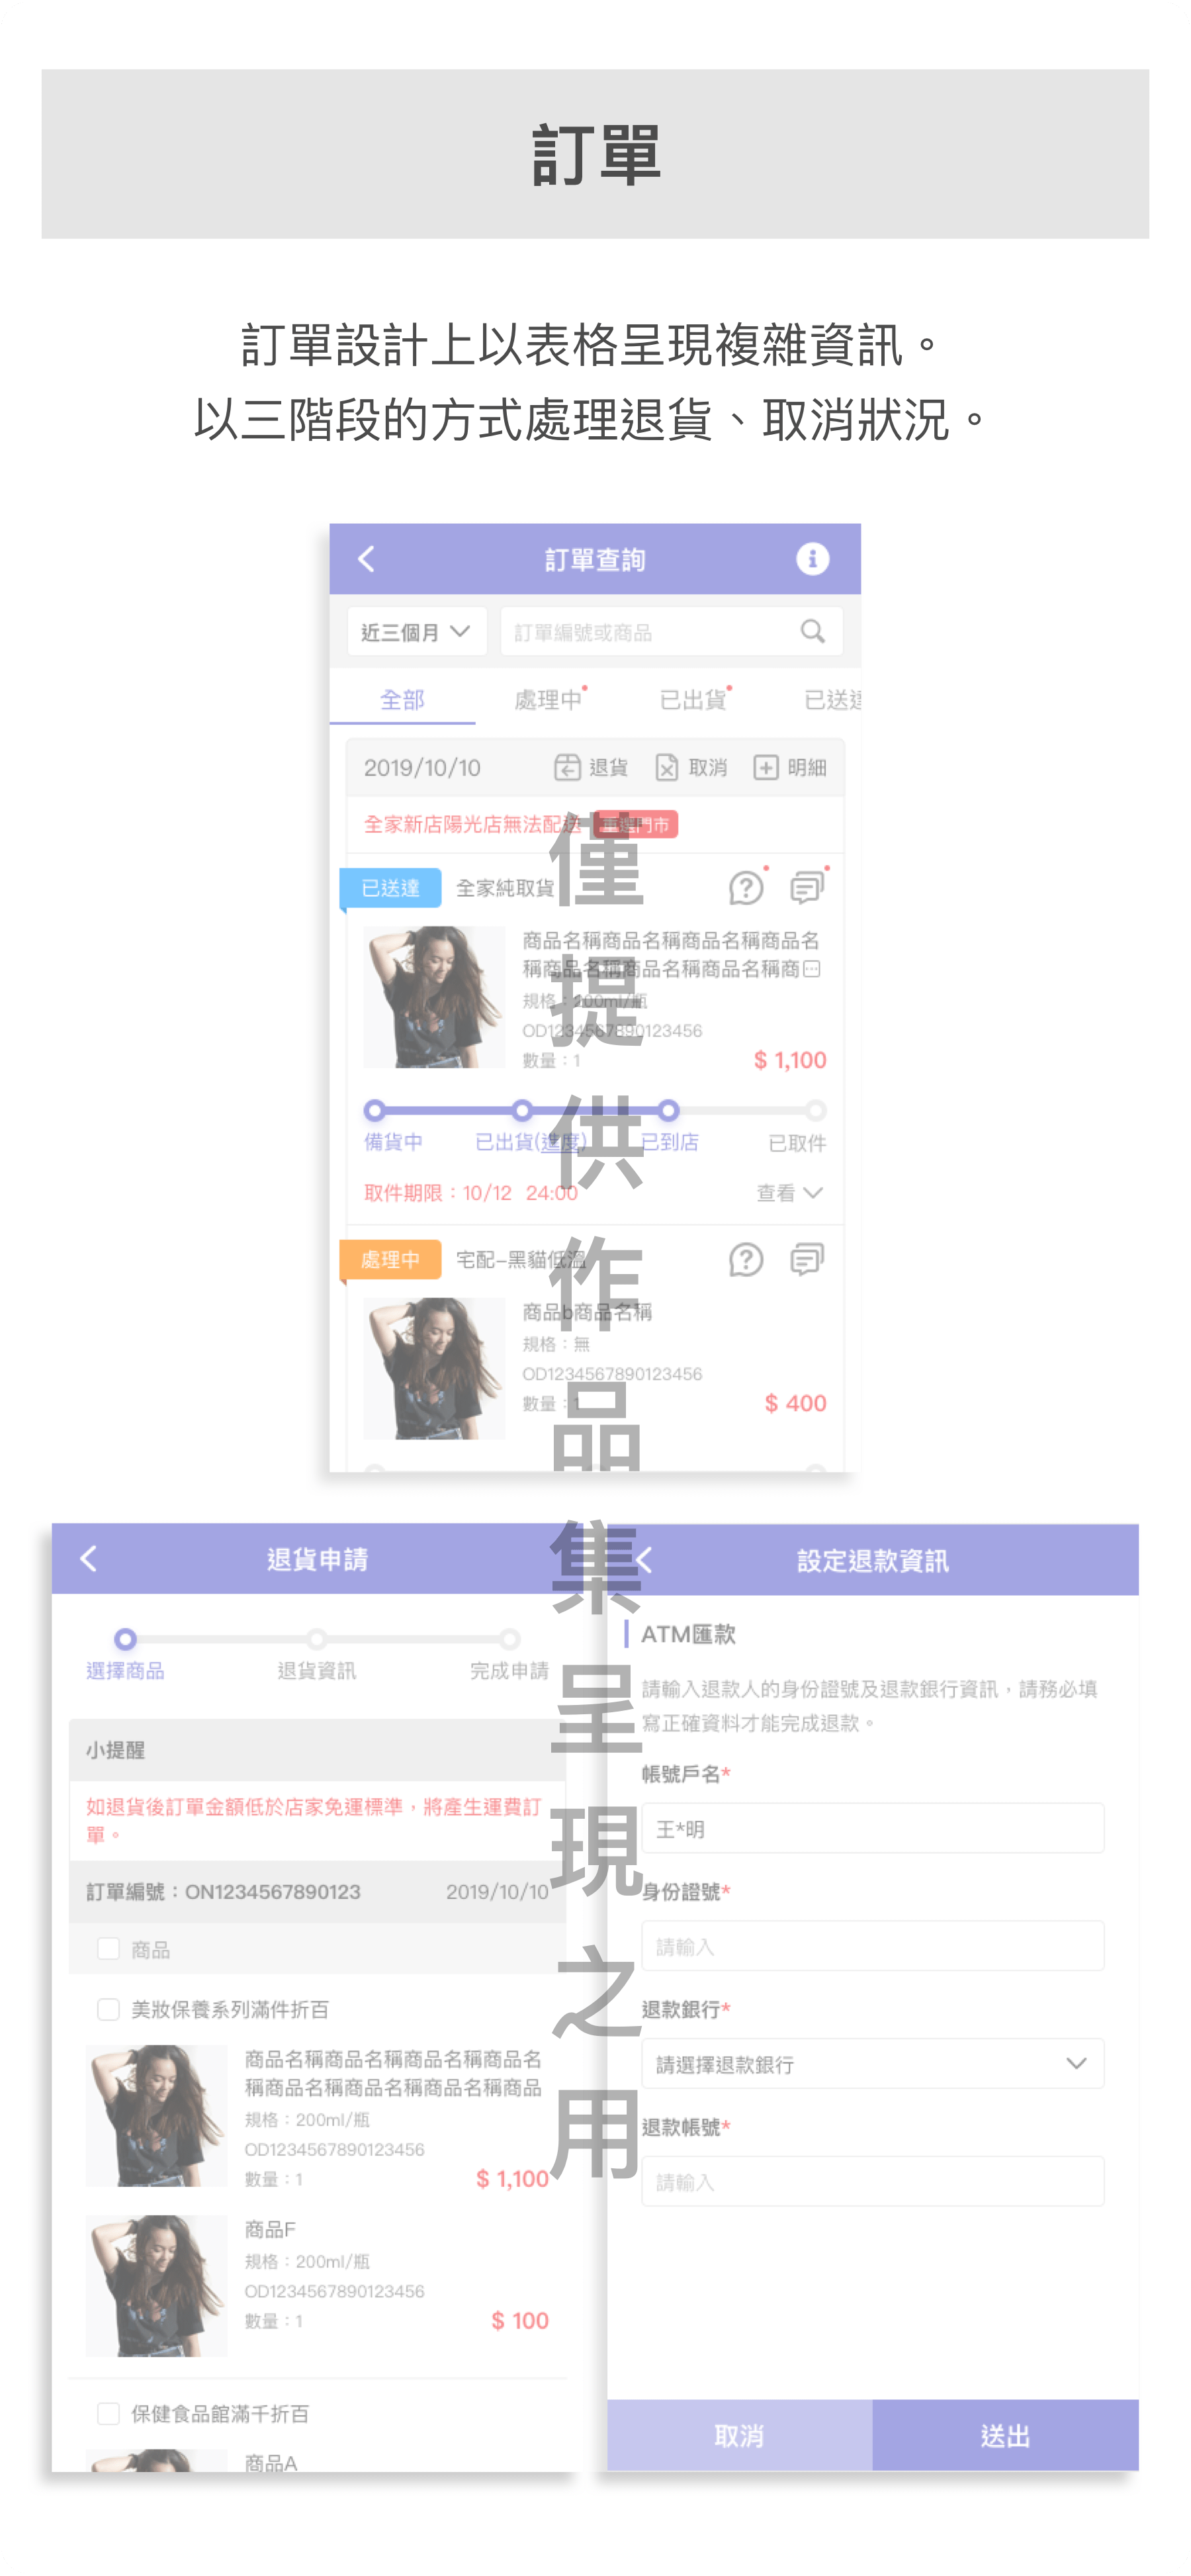 訂單
訂單設計上以表格呈現複雜資訊。
以三階段的方式處理退貨、取消狀況。
訂單查詢
近三個月
訂單編號或商品
全部 處理中 已出貨 已送達
2019/10/10 退貨 取消 明細
全家新店陽光店無法配送 重選門市
已送達 全家純取貨
商品名稱商品名稱商品名稱商品名
稱商品名稱商品名稱商品名稱商
規格：200ml/瓶
OD1234567890123456
數量：1 $ 1,100
備貨中 已出貨(進度) 已到店 已取件
取件期限：10/12 24:00 查看
處理中 宅配–黑貓低溫
商品b商品名稱
規格：無
OD1234567890123456
數量：1 $ 400
僅提供作品集呈現之用
退貨申請
選擇商品 退貨資訊 完成申請
小提醒
如退貨後訂單金額低於店家免運標準，將產生運費訂
單。
訂單編號：ON1234567890123 2019/10/10
商品
美妝保養系列滿件折百
商品名稱商品名稱商品名稱商品名
稱商品名稱商品名稱商品名稱商品
規格：200ml/瓶
OD1234567890123456
數量：1 $ 1,100
商品F
規格：200ml/瓶
OD1234567890123456
數量：1 $ 100
保健食品館滿千折百
商品A
設定退款資訊
ATM匯款
請輸入退款人的身份證號及退款銀行資訊，請務必填
寫正確資料才能完成退款。
帳號戶名*
王*明
身份證號*
請輸入
退款銀行*
請選擇退款銀行
退款帳號*
請輸入
取消 送出